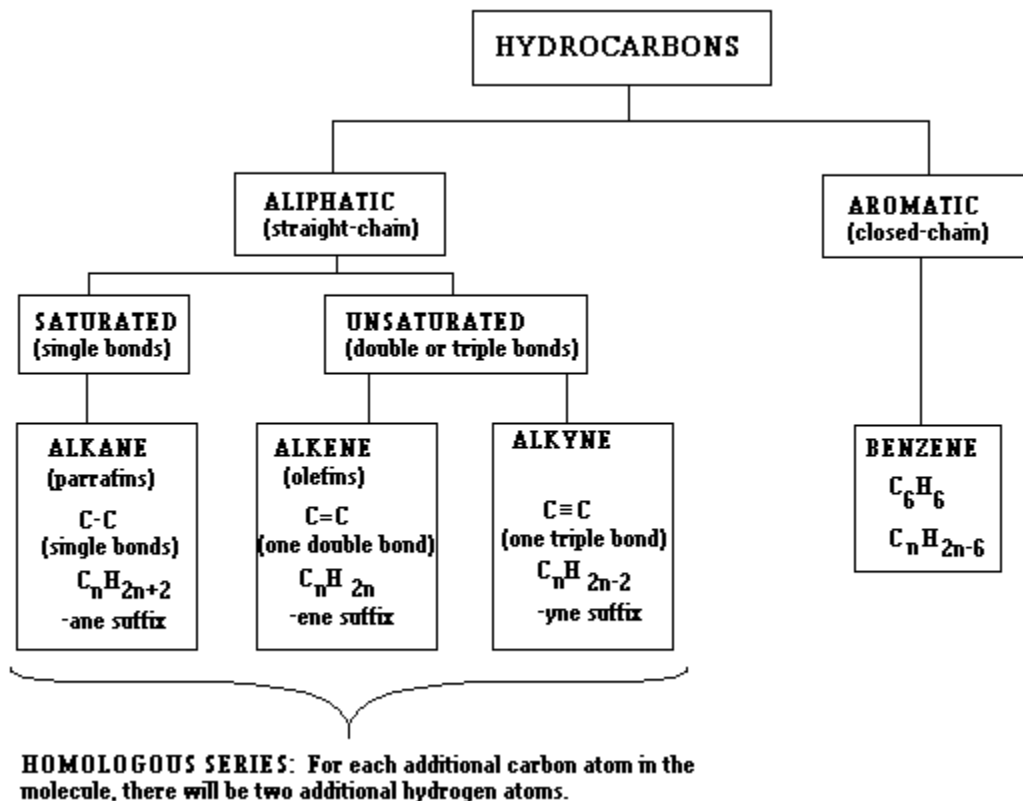 HYDROCARBONS
ALIPHATIC
(straight-chain)
AROMATIC
(closed-chain)
SATURATED
(single bonds)
UNSATURATED
(double or triple bonds)
ALKANE
(parrafins)
C-C
(single bonds)
CₙH₂ₙ₊₂
-ane suffix
ALKENE
(olefins)
C=C
(one double bond)
CₙH ₂ₙ
-ene suffix
ALKYNE
C≡C
(one triple bond)
CₙH ₂ₙ₋₂
-yne suffix
BENZENE
C₆H₆
CₙH₂ₙ₋₆
HOMOLOGOUS SERIES: For each additional carbon atom in the
molecule, there will be two additional hydrogen atoms.